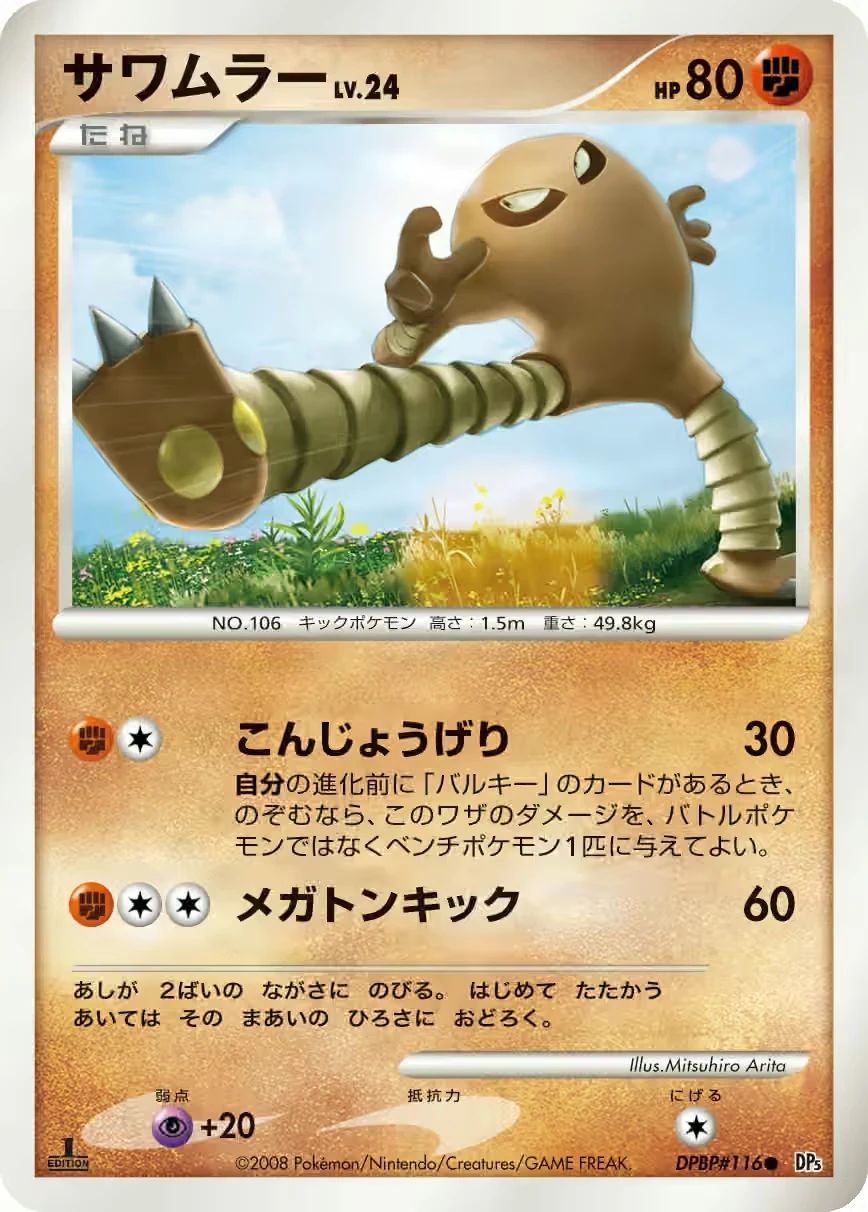 サワムラー LV.24 HP 80
たね
NO.106 キックポケモン 高さ：1.5m 重さ：49.8kg
こんじょうげり 30
自分の進化前に「バルキー」のカードがあるとき、
のぞむなら、このワザのダメージを、バトルポケ
モンではなくベンチポケモン1匹に与えてよい。
メガトンキック 60
あしが 2ばいの ながさに のびる。 はじめて たたかう
あいては その まあいの ひろさに おどろく。
Illus.Mitsuhiro Arita
弱点 抵抗力 にげる
+20
1 EDITION ©2008 Pokémon/Nintendo/Creatures/GAME FREAK. DPBP#116 DP5